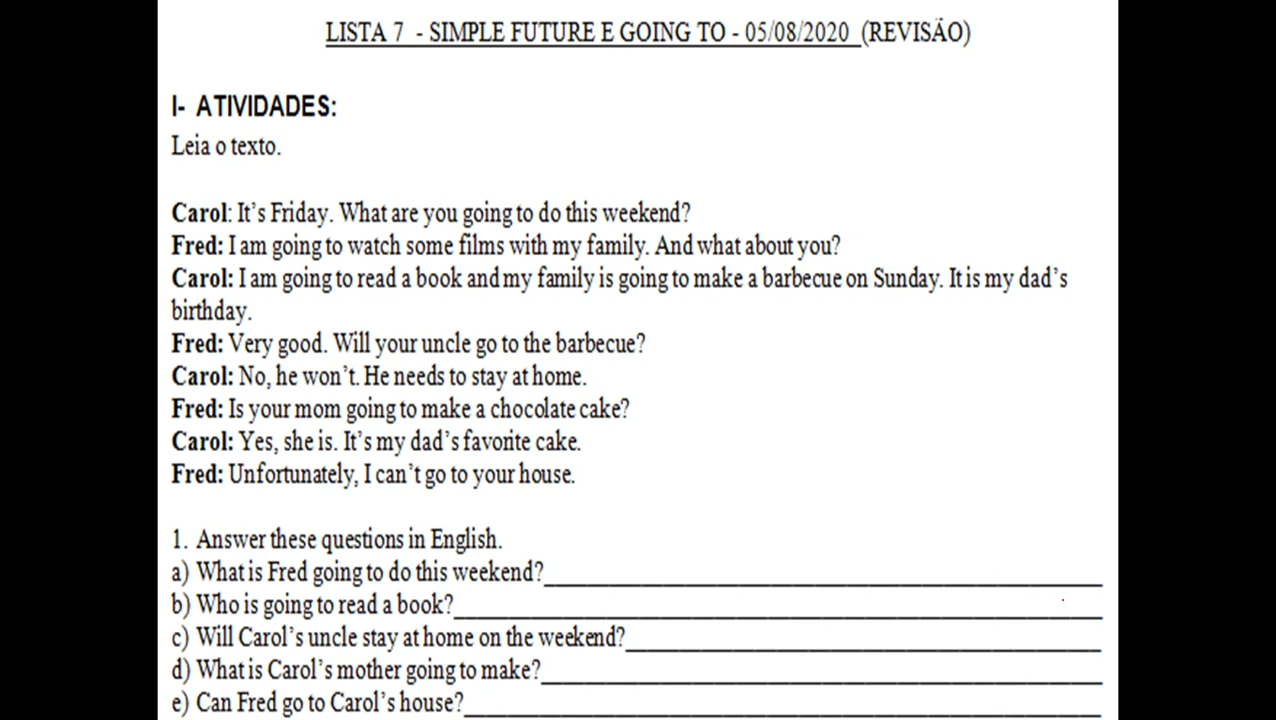 LISTA 7 - SIMPLE FUTURE E GOING TO - 05/08/2020 (REVISÃO)
I- ATIVIDADES:
Leia o texto.
Carol: It's Friday. What are you going to do this weekend?
Fred: I am going to watch some films with my family. And what about you?
Carol: I am going to read a book and my family is going to make a barbecue on Sunday. It is my dad's
birthday.
Fred: Very good. Will your uncle go to the barbecue?
Carol: No, he won't. He needs to stay at home.
Fred: Is your mom going to make a chocolate cake?
Carol: Yes, she is. It's my dad's favorite cake.
Fred: Unfortunately, I can't go to your house.
1. Answer these questions in English.
a) What is Fred going to do this weekend?
b) Who is going to read a book?
c) Will Carol's uncle stay at home on the weekend?
d) What is Carol's mother going to make?
e) Can Fred go to Carol's house?